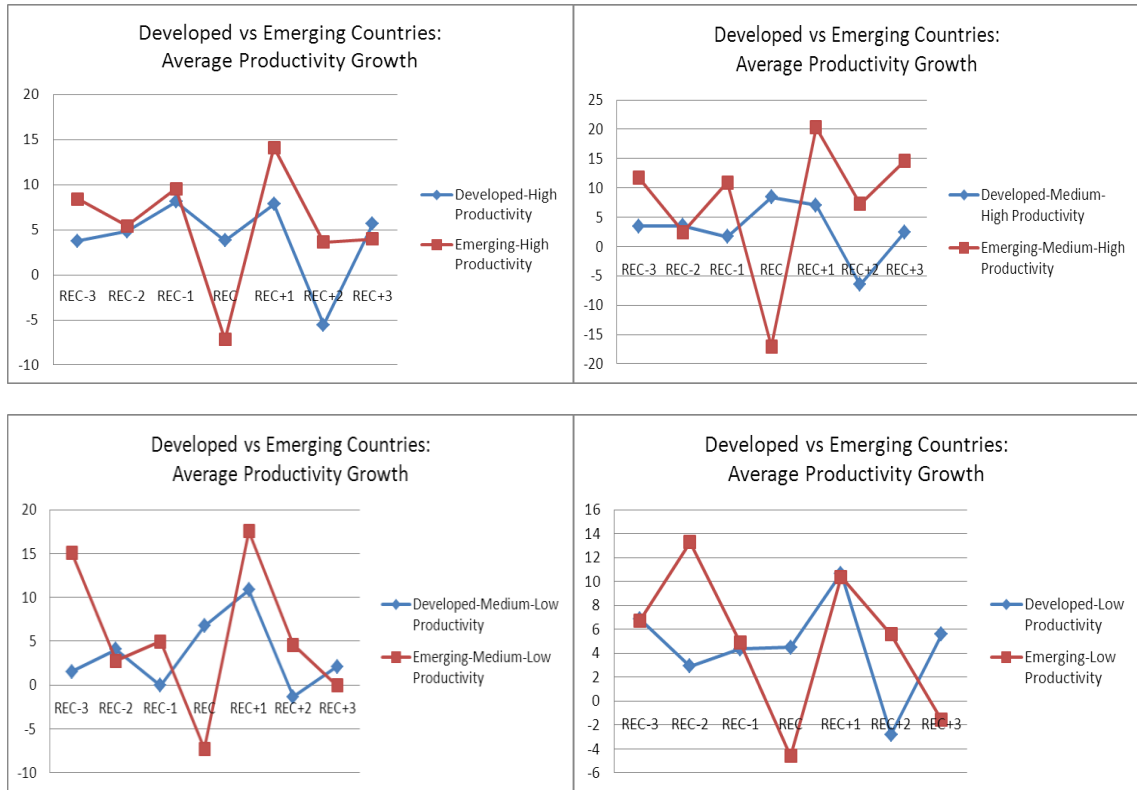 Developed vs Emerging Countries:
Average Productivity Growth
20
15
10
5
0
-5
-10
REC-3 REC-2 REC-1 REC REC+1 REC+2 REC+3
Developed-High
Productivity
Emerging-High
Productivity
Developed vs Emerging Countries:
Average Productivity Growth
25
20
15
10
5
0
-5
-10
-15
-20
REC-3 REC-2 REC-1 REC REC+1 REC+2 REC+3
Developed-Medium-
High Productivity
Emerging-Medium-High
Productivity
Developed vs Emerging Countries:
Average Productivity Growth
20
15
10
5
0
-5
-10
REC-3 REC-2 REC-1 REC REC+1 REC+2 REC+3
Developed-Medium-Low
Productivity
Emerging-Medium-Low
Productivity
Developed vs Emerging Countries:
Average Productivity Growth
16
14
12
10
8
6
4
2
0
-2
-4
-6
REC-3 REC-2 REC-1 REC REC+1 REC+2 REC+3
Developed-Low
Productivity
Emerging-Low
Productivity